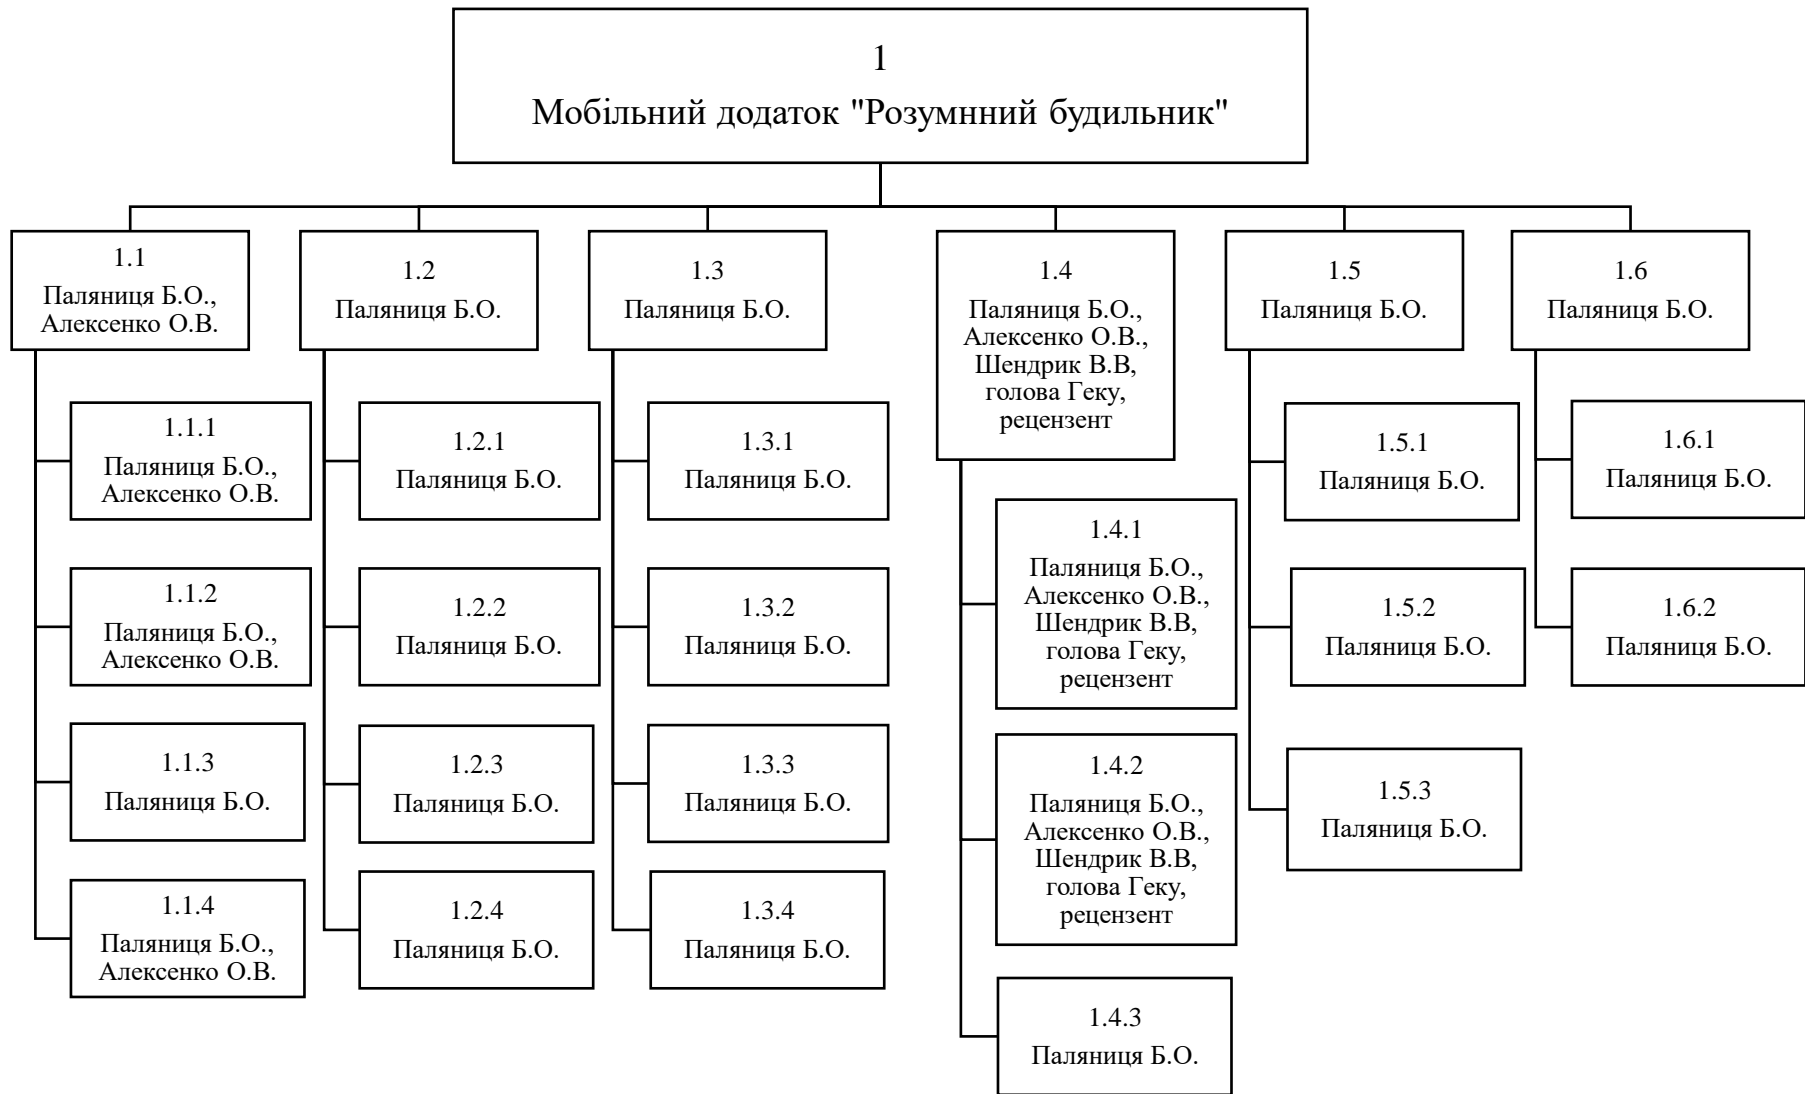 1
Мобільний додаток "Розумнний будильник"
1.1
Паляниця Б.О.,
Алексенко О.В.
1.1.1
Паляниця Б.О.,
Алексенко О.В.
1.1.2
Паляниця Б.О.,
Алексенко О.В.
1.1.3
Паляниця Б.О.
1.1.4
Паляниця Б.О.,
Алексенко О.В.
1.2
Паляниця Б.О.
1.2.1
Паляниця Б.О.
1.2.2
Паляниця Б.О.
1.2.3
Паляниця Б.О.
1.2.4
Паляниця Б.О.
1.3
Паляниця Б.О.
1.3.1
Паляниця Б.О.
1.3.2
Паляниця Б.О.
1.3.3
Паляниця Б.О.
1.3.4
Паляниця Б.О.
1.4
Паляниця Б.О.,
Алексенко О.В.,
Шендрик В.В,
голова Геку,
рецензент
1.4.1
Паляниця Б.О.,
Алексенко О.В.,
Шендрик В.В,
голова Геку,
рецензент
1.4.2
Паляниця Б.О.,
Алексенко О.В.,
Шендрик В.В,
голова Геку,
рецензент
1.4.3
Паляниця Б.О.
1.5
Паляниця Б.О.
1.5.1
Паляниця Б.О.
1.5.2
Паляниця Б.О.
1.5.3
Паляниця Б.О.
1.6
Паляниця Б.О.
1.6.1
Паляниця Б.О.
1.6.2
Паляниця Б.О.